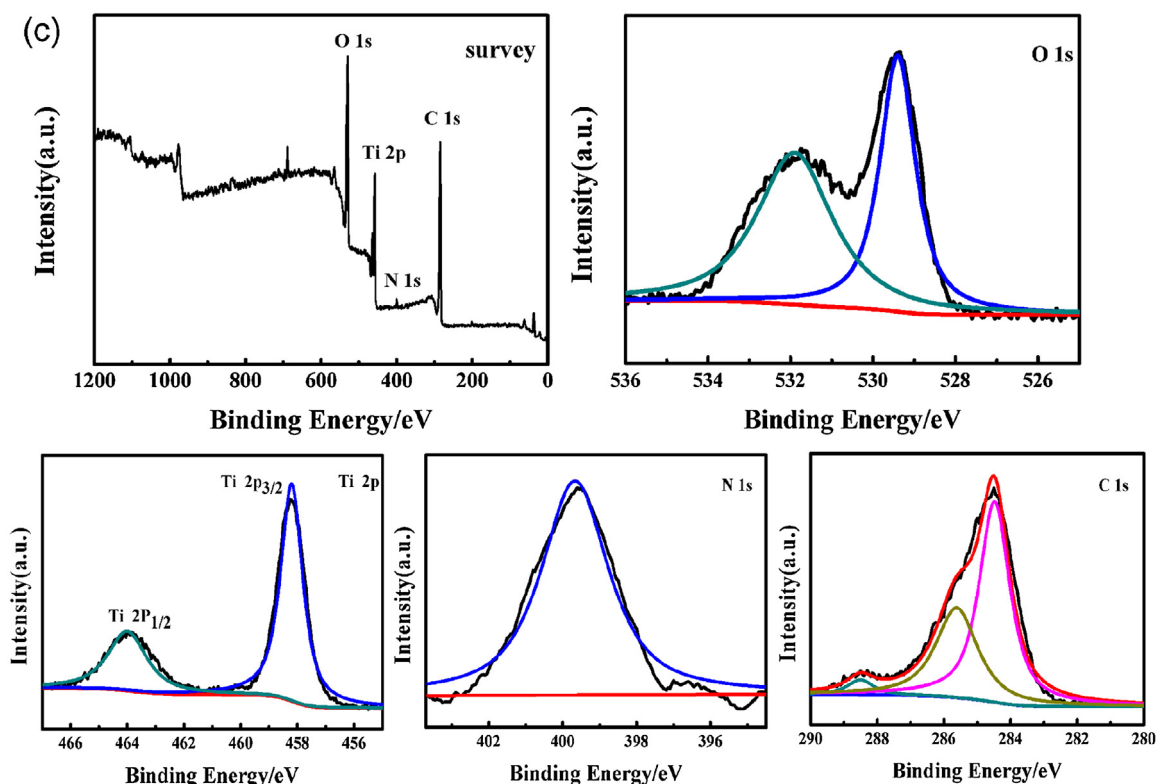 (c)
O 1s
survey
C 1s
Ti 2p
N 1s
Intensity(a.u.)
1200 1000 800 600 400 200 0
Binding Energy/eV
O 1s
Intensity(a.u.)
536 534 532 530 528 526
Binding Energy/eV
Ti 2p3/2 Ti 2p
Ti 2P1/2
Intensity(a.u.)
466 464 462 460 458 456
Binding Energy/eV
N 1s
Intensity(a.u.)
402 400 398 396
Binding Energy/eV
C 1s
Intensity(a.u.)
290 288 286 284 282 280
Binding Energy/eV